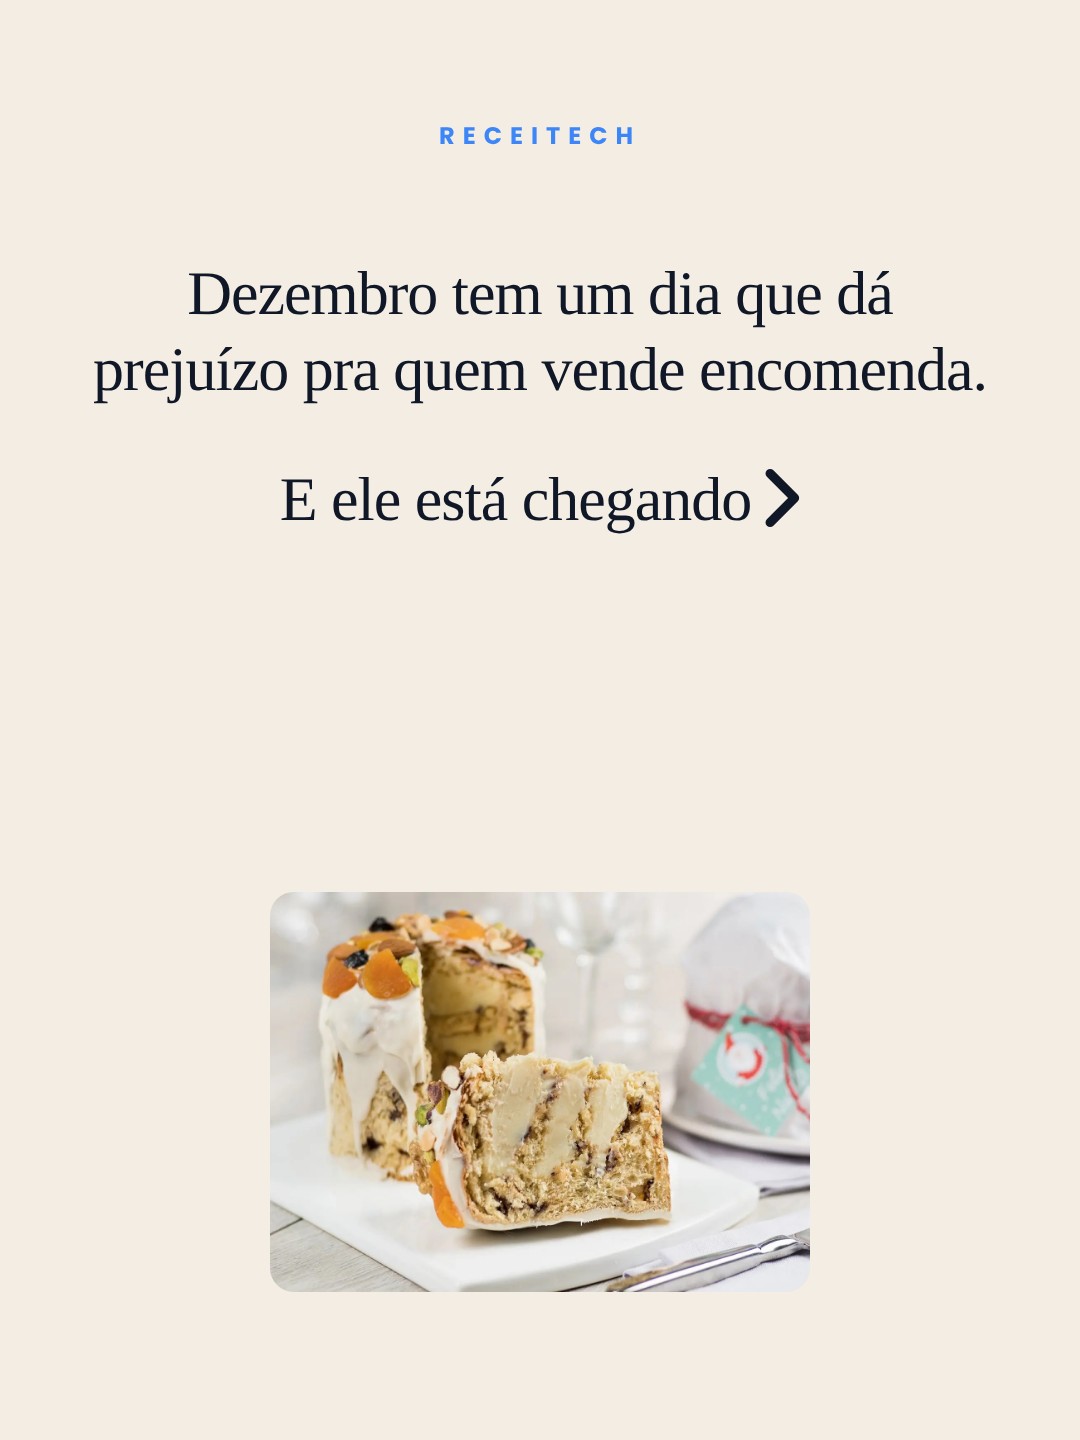 RECEITECH
Dezembro tem um dia que dá
prejuízo pra quem vende encomenda.
E ele está chegando